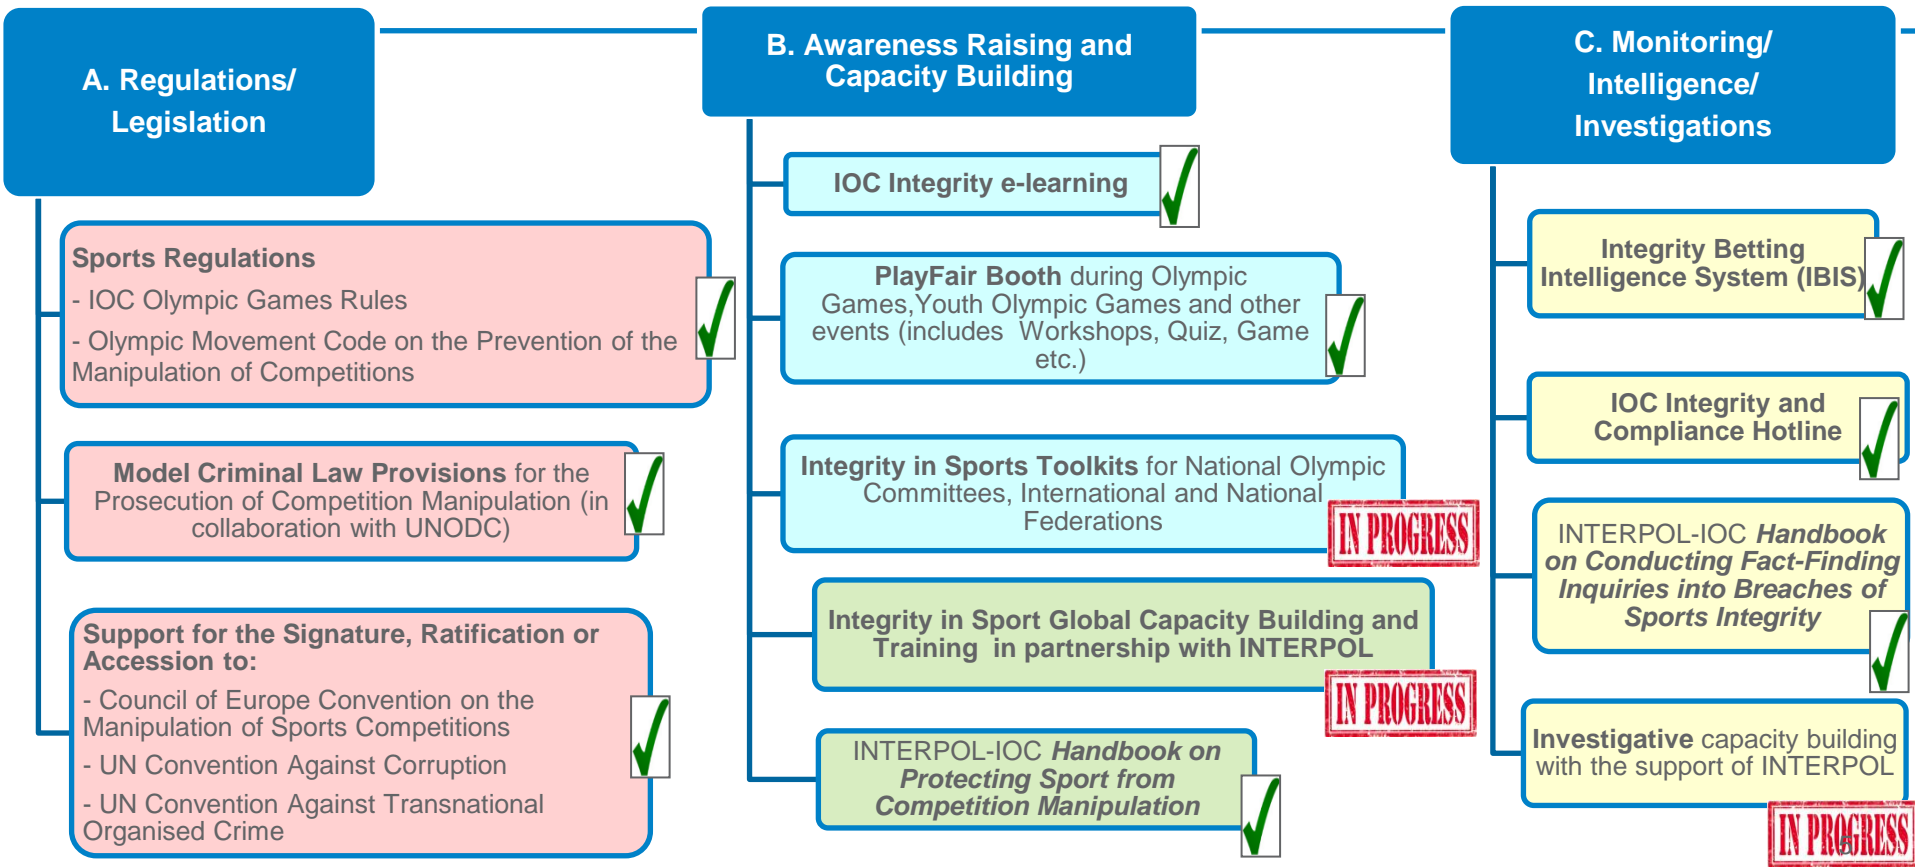 A. Regulations/
Legislation
Sports Regulations
- IOC Olympic Games Rules
- Olympic Movement Code on the Prevention of the
Manipulation of Competitions
Model Criminal Law Provisions for the
Prosecution of Competition Manipulation (in
collaboration with UNODC)
Support for the Signature, Ratification or
Accession to:
- Council of Europe Convention on the
Manipulation of Sports Competitions
- UN Convention Against Corruption
- UN Convention Against Transnational
Organised Crime
B. Awareness Raising and
Capacity Building
IOC Integrity e-learning
PlayFair Booth during Olympic
Games,Youth Olympic Games and other
events (includes Workshops, Quiz, Game
etc.)
Integrity in Sports Toolkits for National Olympic
Committees, International and National
Federations
IN PROGRESS
Integrity in Sport Global Capacity Building and
Training in partnership with INTERPOL
IN PROGRESS
INTERPOL-IOC Handbook on
Protecting Sport from
Competition Manipulation
C. Monitoring/
Intelligence/
Investigations
Integrity Betting
Intelligence System (IBIS)
IOC Integrity and
Compliance Hotline
INTERPOL-IOC Handbook
on Conducting Fact-Finding
Inquiries into Breaches of
Sports Integrity
Investigative capacity building
with the support of INTERPOL
IN PROGRESS
5